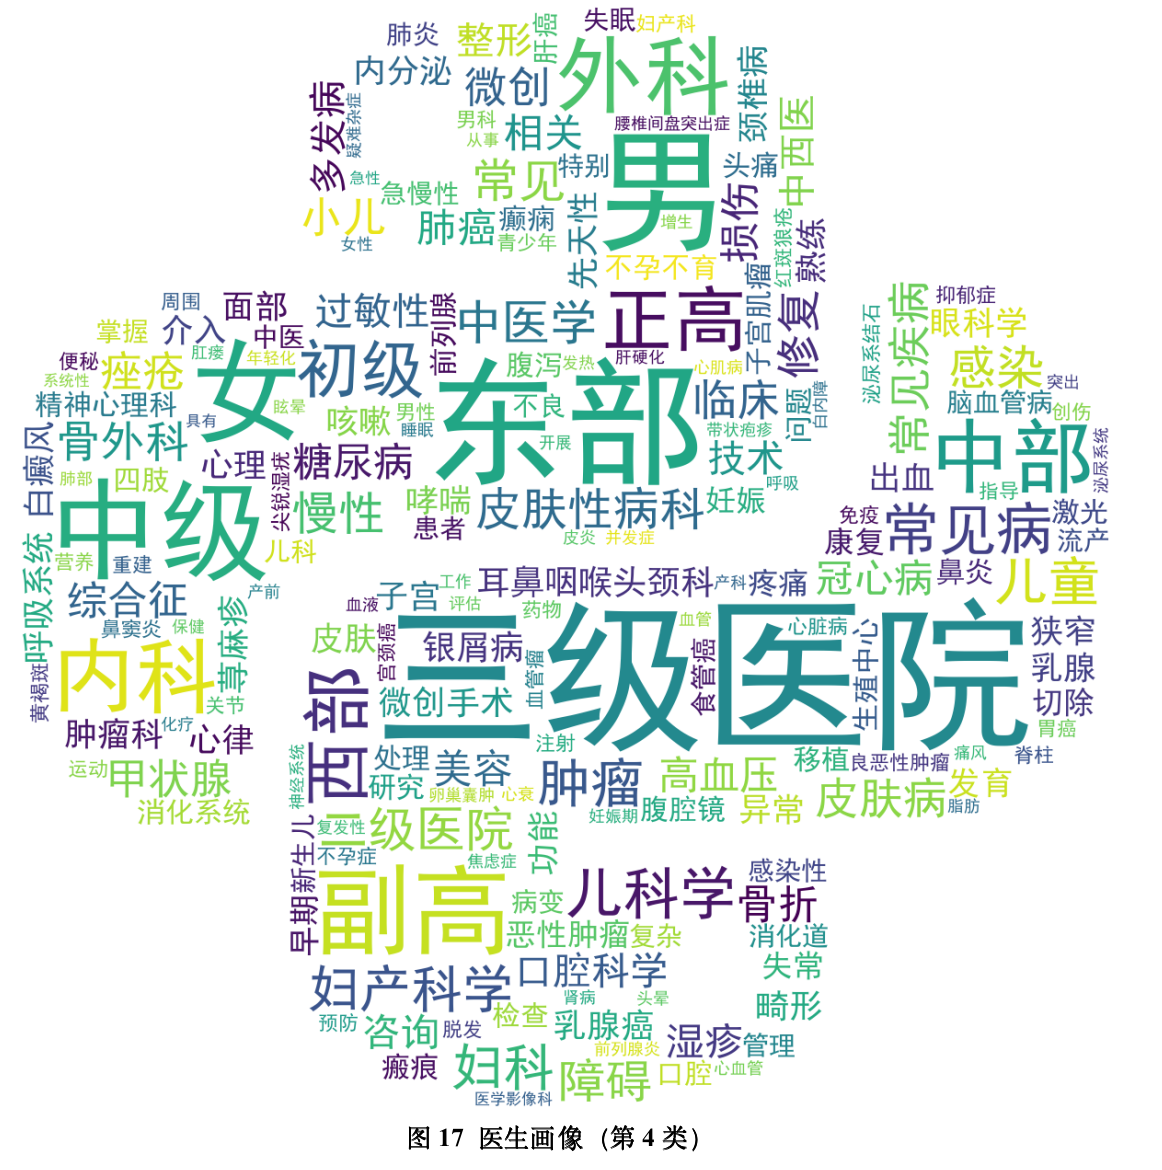 失眠
妇产科
肺炎
整形
肝癌
外科
内分泌
微创
颈椎病
多发病
疑难杂症
男科
从事
相关
腰椎间盘突出症
男
中西医
特别
头痛
常见
急性
急慢性
小儿
女性
肺癌
癫痫
青少年
先天性
增生
损伤
红斑狼疮
熟练
不孕不育
子宫肌瘤
修复
正高
周围
面部
过敏性
前列腺
中医学
掌握
介入
中医
肛瘘
年轻化
初级
便秘
痤疮
系统性
女
腹泻
发热
肝硬化
心肌病
东部
临床
问题
白内障
泌尿系结石
常见疾病
抑郁症
眼科学
感染
突出
脑血管病
创伤
精神心理科
具有
眩晕
咳嗽
男性
睡眠
不良
开展
带状疱疹
白癜风
骨外科
心理
糖尿病
技术
呼吸
中部
泌尿系统
出血
指导
肺部
四肢
尖锐湿疣
慢性
哮喘
患者
皮肤性病科
妊娠
中级
儿科
皮炎
并发症
免疫
康复
常见病
激光
流产
呼吸系统
营养
重建
产前
综合征
鼻窦炎
保健
荨麻疹
子宫
工作
评估
血液
耳鼻咽喉头颈科
产科
疼痛
药物
血管
冠心病
鼻炎
儿童
内科
黄褐斑
关节
皮肤
宫颈癌
银屑病
血管瘤
三级医院
食管癌
心脏病
生殖中心
狭窄
乳腺
切除
胃癌
肿瘤科
化疗
心律
西部
微创手术
注射
运动
甲状腺
消化系统
神经系统
处理
研究
美容
卵巢囊肿
心衰
肿瘤
妊娠期
高血压
腹腔镜
移植
良恶性肿瘤
痛风
脊柱
异常
皮肤病
发育
脂肪
早期新生儿
复发性
不孕症
二级医院
焦虑症
功能
副高
病变
儿科学
骨折
感染性
恶性肿瘤
复杂
消化道
失常
妇产科学
口腔科学
畸形
肾病
头晕
预防
咨询
脱发
检查
乳腺癌
湿疹
管理
瘢痕
妇科
前列腺炎
障碍
口腔
心血管
医学影像科
图 17 医生画像（第 4 类）